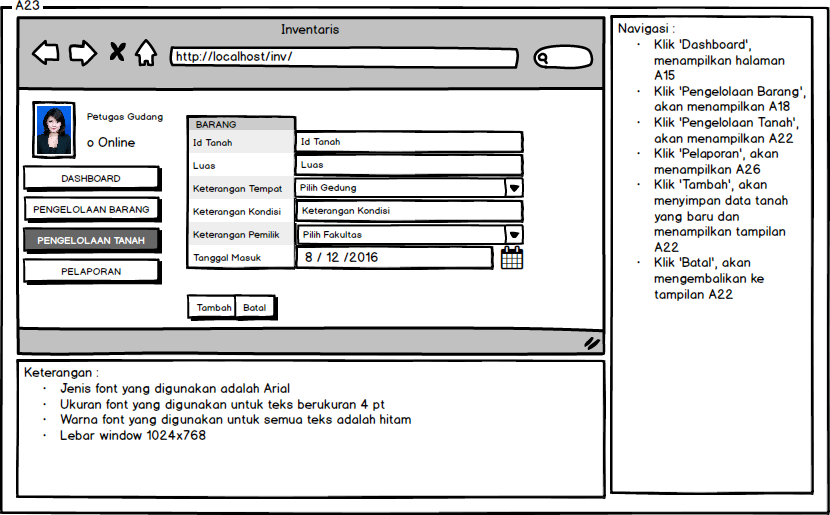 A23
Inventaris
http://localhost/inv/
Petugas Gudang
o Online
DASHBOARD
PENGELOLAAN BARANG
PENGELOLAAN TANAH
PELAPORAN
BARANG
Id Tanah
Id Tanah
Luas
Luas
Keterangan Tempat
Pilih Gedung
Keterangan Kondisi
Keterangan Kondisi
Keterangan Pemilik
Pilih Fakultas
Tanggal Masuk
8 / 12 /2016
Tambah
Batal
Navigasi :
· Klik 'Dashboard',
menampilkan halaman
A15
· Klik 'Pengelolaan Barang',
akan menampilkan A18
· Klik 'Pengelolaan Tanah',
akan menampilkan A22
· Klik 'Pelaporan', akan
menampilkan A26
· Klik 'Tambah', akan
menyimpan data tanah
yang baru dan
menampilkan tampilan
A22
· Klik 'Batal', akan
mengembalikan ke
tampilan A22
Keterangan :
· Jenis font yang digunakan adalah Arial
· Ukuran font yang digunakan untuk teks berukuran 4 pt
· Warna font yang digunakan untuk semua teks adalah hitam
· Lebar window 1024x768